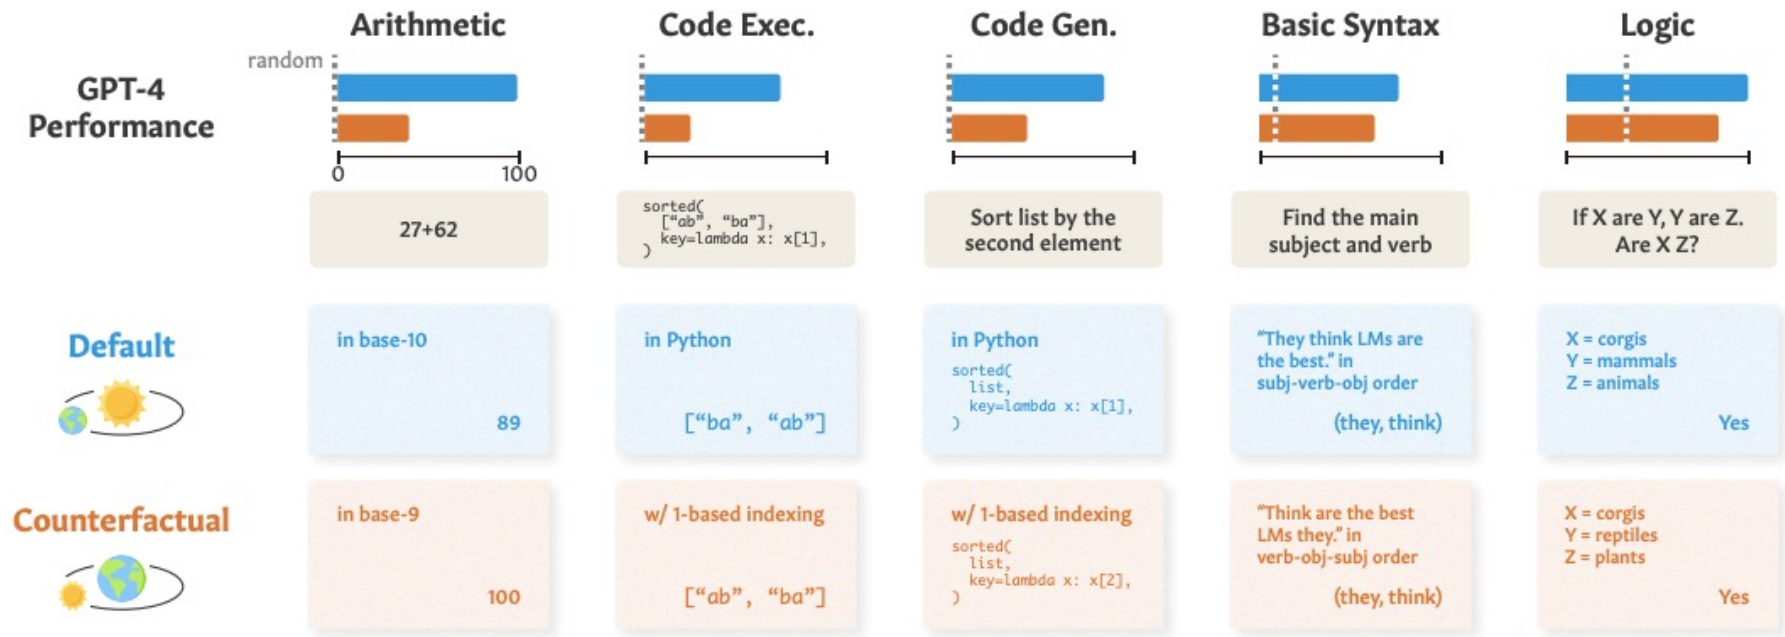 Arithmetic
Code Exec.
Code Gen.
Basic Syntax
Logic
random
GPT-4
Performance
0
100
27+62
sorted(
["ab", "ba"],
key=lambda x: x[1],
)
Sort list by the
second element
Find the main
subject and verb
If X are Y, Y are Z.
Are X Z?
Default
in base-10
89
in Python
["ba", "ab"]
in Python
sorted(
list,
key=lambda x: x[1],
)
"They think LMs are
the best." in
subj-verb-obj order
(they, think)
X = corgis
Y = mammals
Z = animals
Yes
Counterfactual
in base-9
100
w/ 1-based indexing
["ab", "ba"]
w/ 1-based indexing
sorted(
list,
key=lambda x: x[2],
)
"Think are the best
LMs they." in
verb-obj-subj order
(they, think)
X = corgis
Y = reptiles
Z = plants
Yes